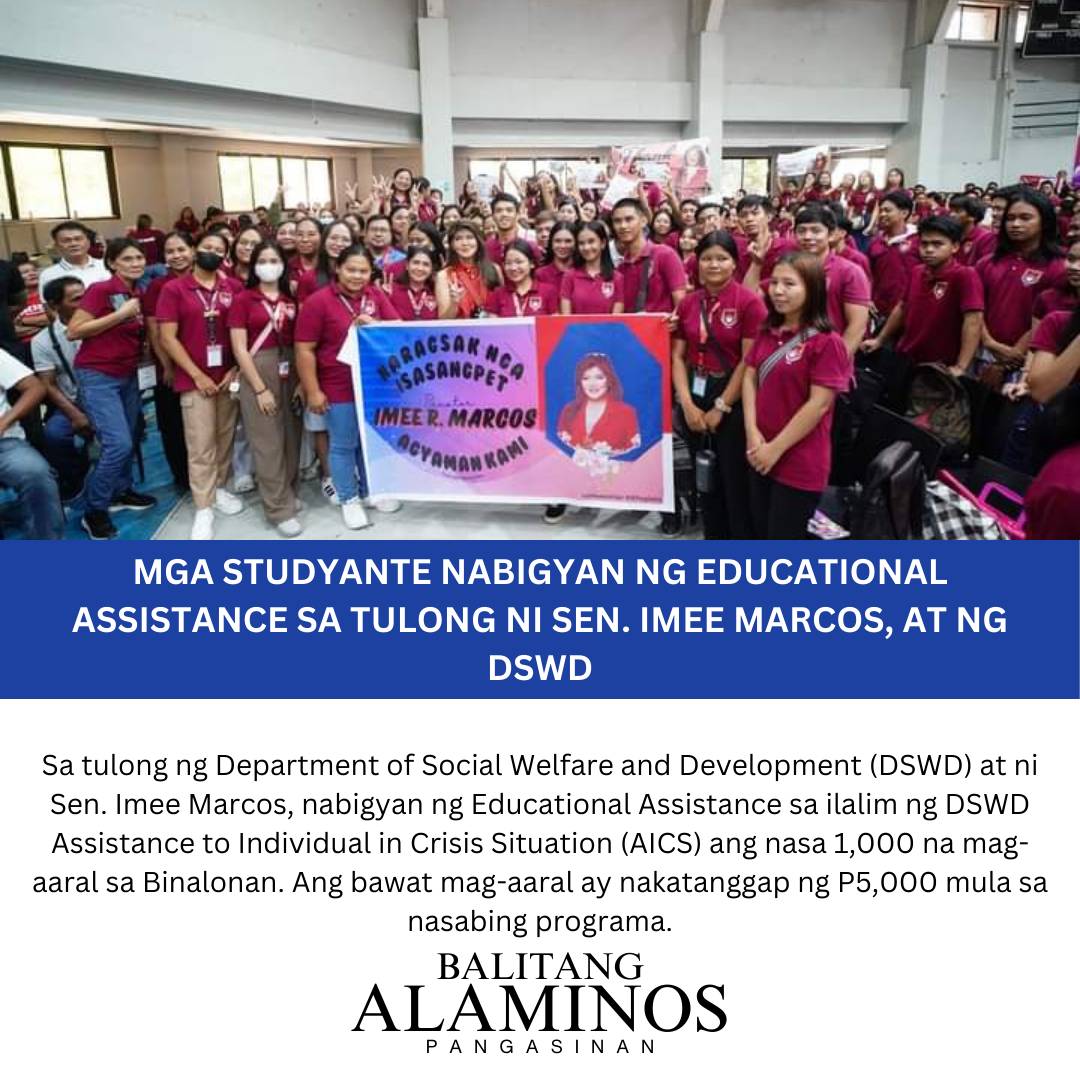 NARAGSAK NGA
ISASANGPET
Senator
IMEE R. MARCOS
AGYAMAN KAMI
MGA STUDYANTE NABIGYAN NG EDUCATIONAL
ASSISTANCE SA TULONG NI SEN. IMEE MARCOS, AT NG
DSWD
Sa tulong ng Department of Social Welfare and Development (DSWD) at ni
Sen. Imee Marcos, nabigyan ng Educational Assistance sa ilalim ng DSWD
Assistance to Individual in Crisis Situation (AICS) ang nasa 1,000 na mag-
aaral sa Binalonan. Ang bawat mag-aaral ay nakatanggap ng P5,000 mula sa
nasabing programa.
BALITANG
ALAMINOS
PANGASINAN